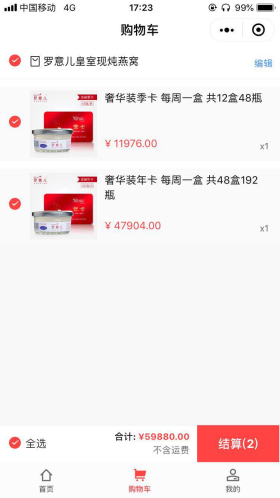 中国移动 4G 17:23 99%
购物车
罗意儿皇室现炖燕窝 编辑
奢华装季卡 每周一盒 共12盒48瓶
¥ 11976.00 x1
奢华装年卡 每周一盒 共48盒192
瓶
¥ 47904.00 x1
全选 合计: ¥59880.00 结算(2)
不含运费
首页 购物车 我的